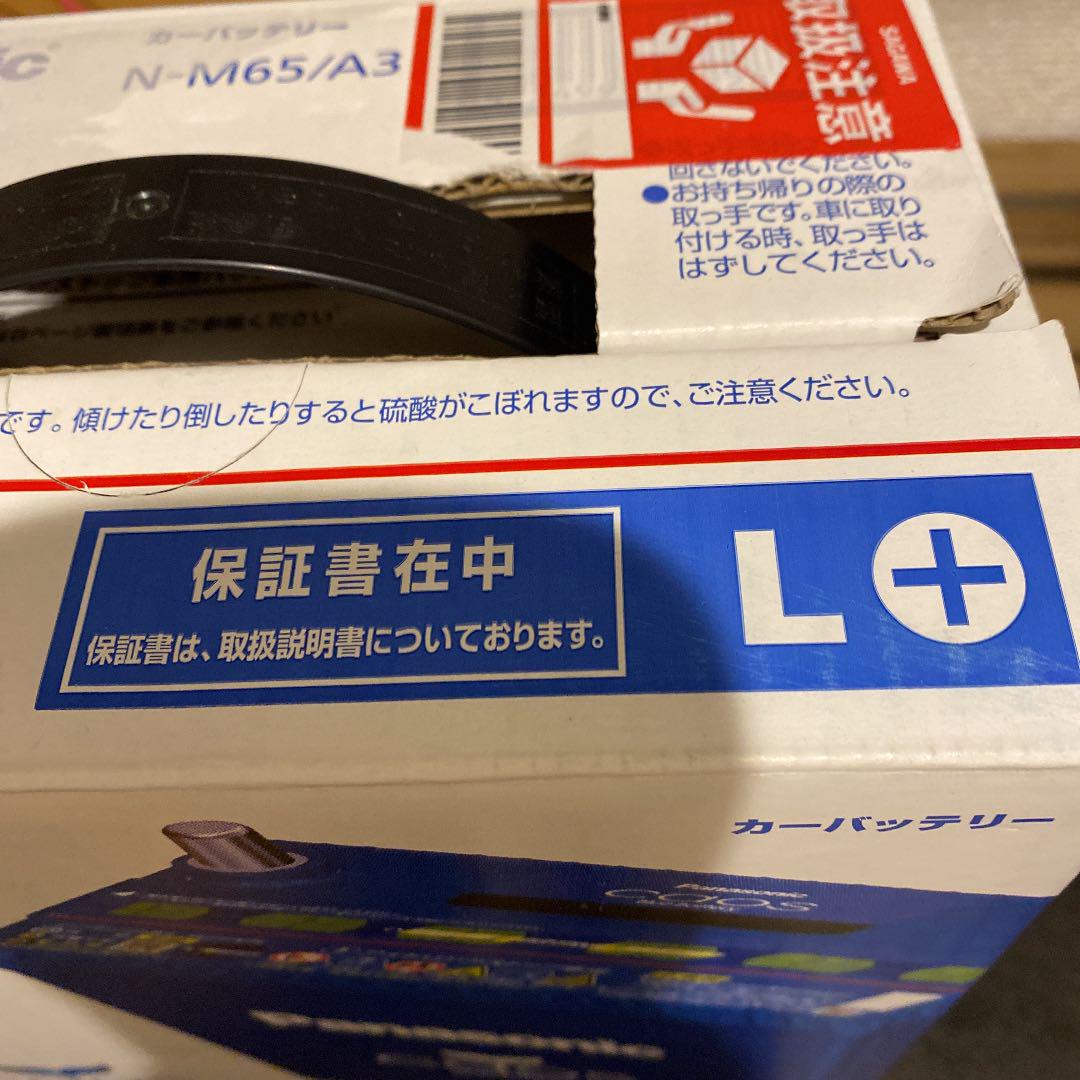 ic
カーバッテリー
N-M65/A3
取扱注意
SAGAWA
回さないでください。
●お持ち帰りの際の
取っ手です。車に取り
付ける時、取っ手は
はずしてください。
です。傾けたり倒したりすると硫酸がこぼれますので、ご注意ください。
保証書在中
保証書は、取扱説明書についております。
L+
カーバッテリー
Panasonic
caos
Panasonic